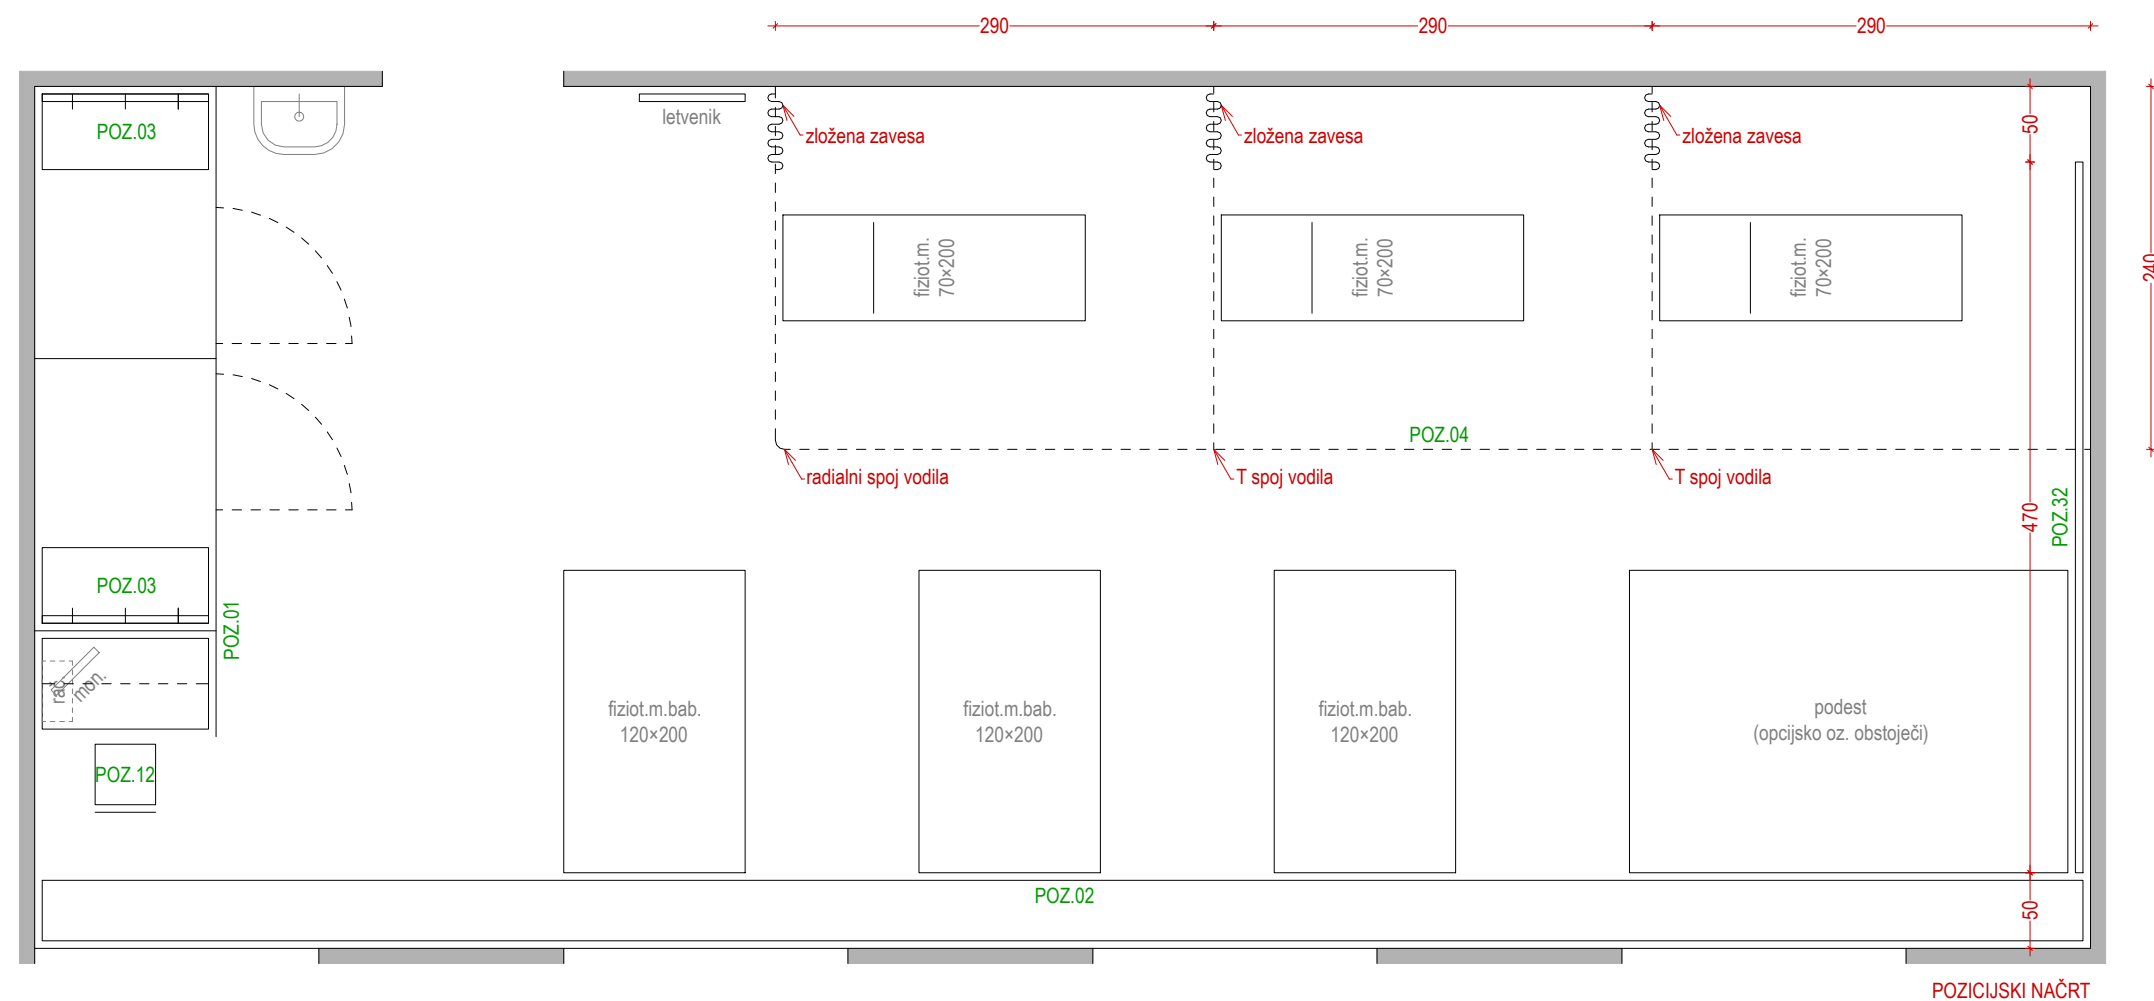 290
290
290
POZ.03
letvenik
zložena zavesa
zložena zavesa
zložena zavesa
50
240
fiziot.m.
70×200
fiziot.m.
70×200
fiziot.m.
70×200
POZ.04
radialni spoj vodila
T spoj vodila
T spoj vodila
470
POZ.32
POZ.03
POZ.01
rač.
mon.
fiziot.m.bab.
120×200
fiziot.m.bab.
120×200
fiziot.m.bab.
120×200
podest
(opcijsko oz. obstoječi)
POZ.12
POZ.02
50
POZICIJSKI NAČRT